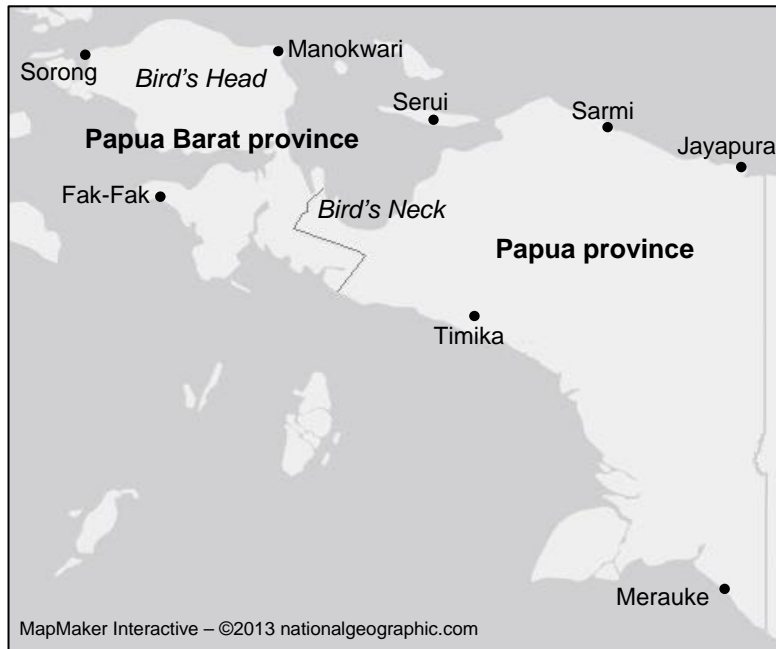 Manokwari
Sorong
Bird's Head
Serui
Sarmi
Papua Barat province
Jayapura
Fak-Fak
Bird's Neck
Papua province
Timika
Merauke
MapMaker Interactive – ©2013 nationalgeographic.com